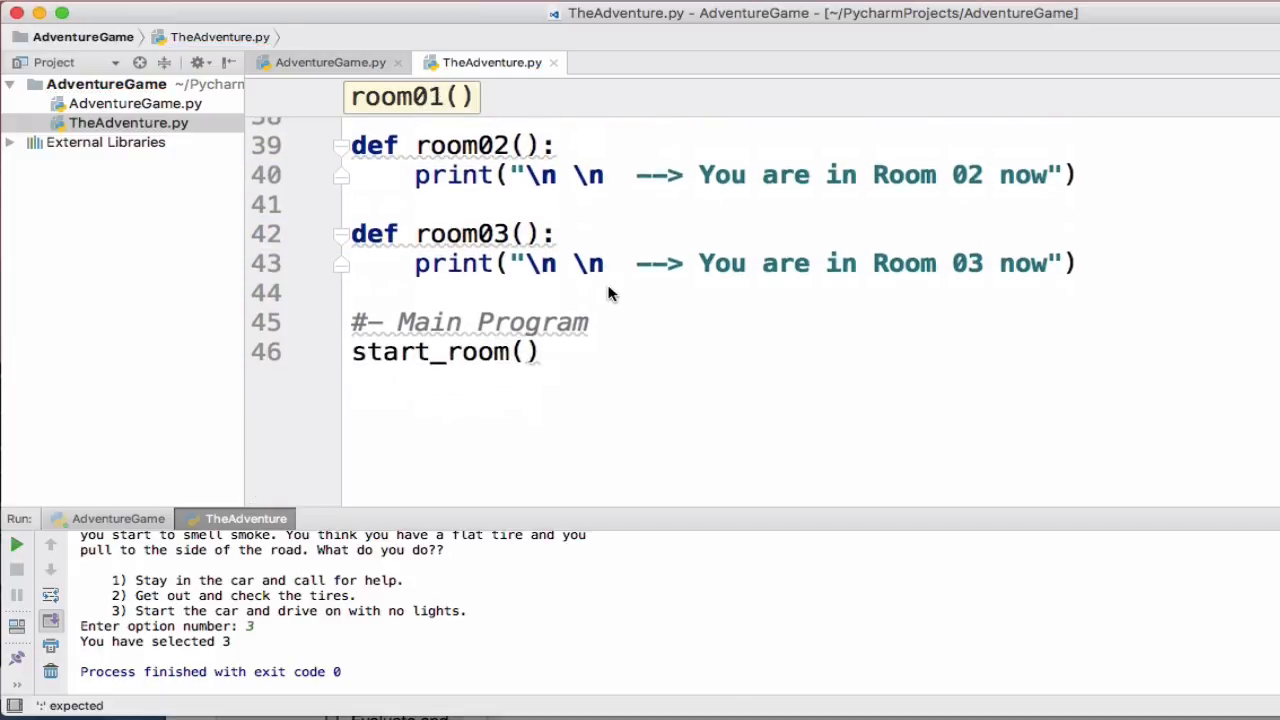 TheAdventure.py - AdventureGame - [~/PycharmProjects/AdventureGame]
AdventureGame TheAdventure.py
Project AdventureGame.py TheAdventure.py
AdventureGame ~/Pycharm
AdventureGame.py
TheAdventure.py
External Libraries
room01()
38
39 def room02():
40 print("\n \n --> You are in Room 02 now")
41
42 def room03():
43 print("\n \n --> You are in Room 03 now")
44
45 #- Main Program
46 start_room()
Run: AdventureGame TheAdventure
you start to smell smoke. You think you have a flat tire and you
pull to the side of the road. What do you do??
1) Stay in the car and call for help.
2) Get out and check the tires.
3) Start the car and drive on with no lights.
Enter option number: 3
You have selected 3
Process finished with exit code 0
':' expected
Evaluate and